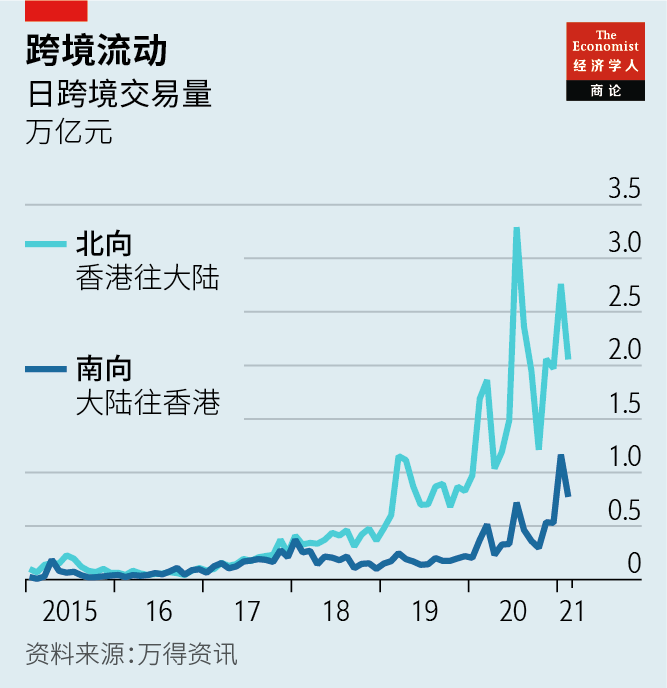 跨境流动
日跨境交易量
万亿元
The
Economist
经济学人
商论
3.5
北向
香港往大陆
3.0
2.5
南向
大陆往香港
2.0
1.5
1.0
0.5
0
2015 16 17 18 19 20 21
资料来源：万得资讯